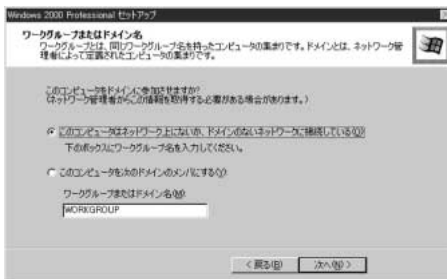 Windows 2000 Professional セットアップ
ワークグループまたはドメイン名
ワークグループとは、同じワークグループ名を持ったコンピュータの集まりです。ドメインとは、ネットワーク管
理者によって定義されたコンピュータの集まりです。
このコンピュータをドメインに参加させますか?
(ネットワーク管理者からこの情報を取得する必要がある場合があります。)
このコンピュータはネットワーク上にないか、ドメインのないネットワークに接続している(O)
下のボックスにワークグループ名を入力してください。
このコンピュータを次のドメインのメンバにする(Y)
ワークグループまたはドメイン名(W):
WORKGROUP
< 戻る(B)
次へ(N) >